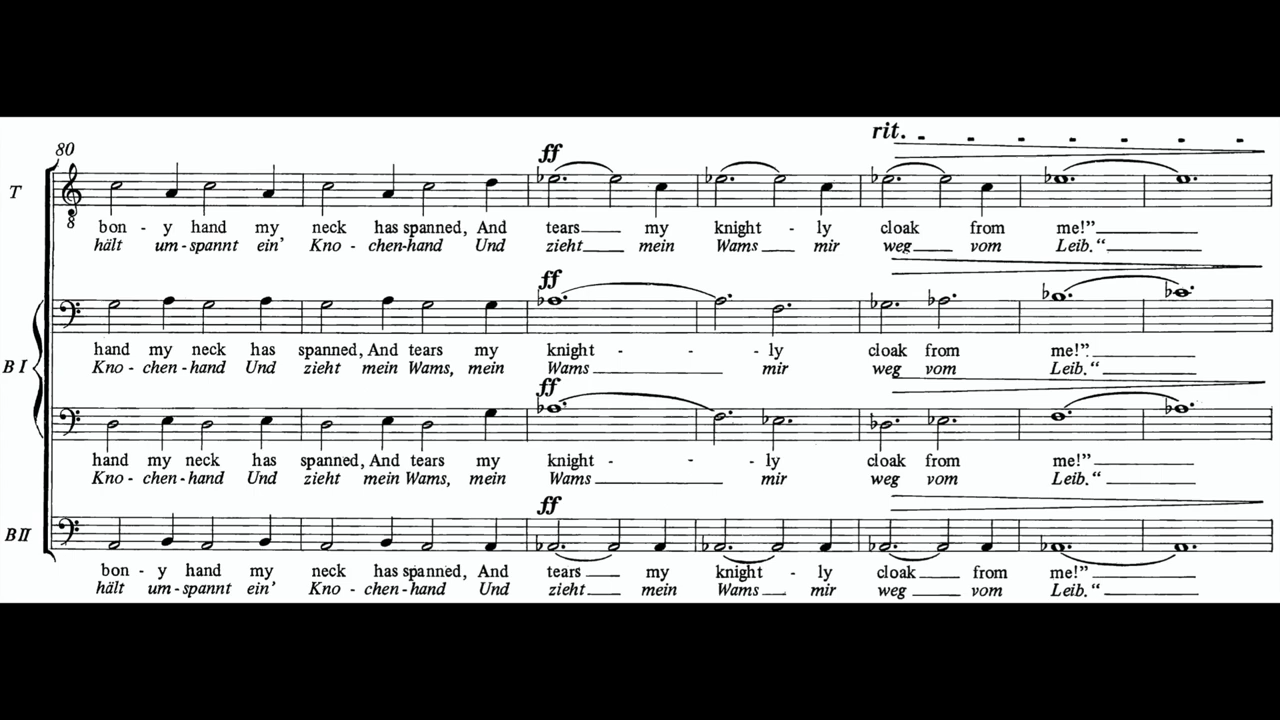 rit.
80
ff
T
8
bon - y hand my neck has spanned, And tears my knight - ly cloak from me!”
hält um - spannt ein’ Kno - chen - hand Und zieht mein Wams mir weg vom Leib.“
ff
B I
hand my neck has spanned, And tears my knight - - - ly cloak from me!”
Kno - chen - hand Und zieht mein Wams, mein Wams mir weg vom Leib.“
ff
hand my neck has spanned, And tears my knight - - - ly cloak from me!”
Kno - chen - hand Und zieht mein Wams, mein Wams mir weg vom Leib.“
ff
B II
bon - y hand my neck has spanned, And tears my knight - ly cloak from me!”
hält um - spannt ein’ Kno - chen - hand Und zieht mein Wams mir weg vom Leib.“